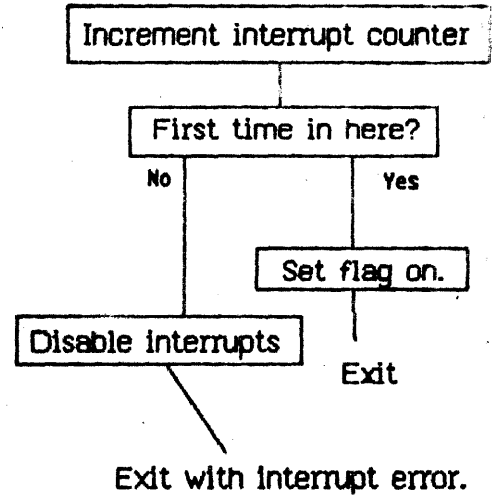 Increment interrupt counter
First time in here?
No
Yes
Set flag on.
Disable interrupts
Exit
Exit with interrupt error.